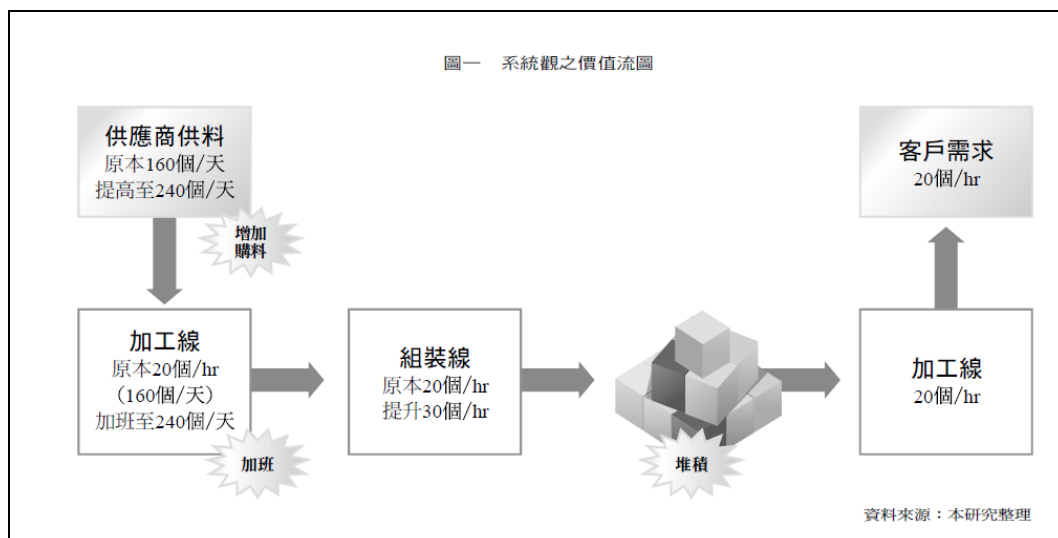 圖一　系統觀之價值流圖
供應商供料
原本160個/天
提高至240個/天
增加
購料
客戶需求
20個/hr
加工線
原本20個/hr
（160個/天）
加班至240個/天
加班
組裝線
原本20個/hr
提升30個/hr
堆積
加工線
20個/hr
資料來源：本研究整理